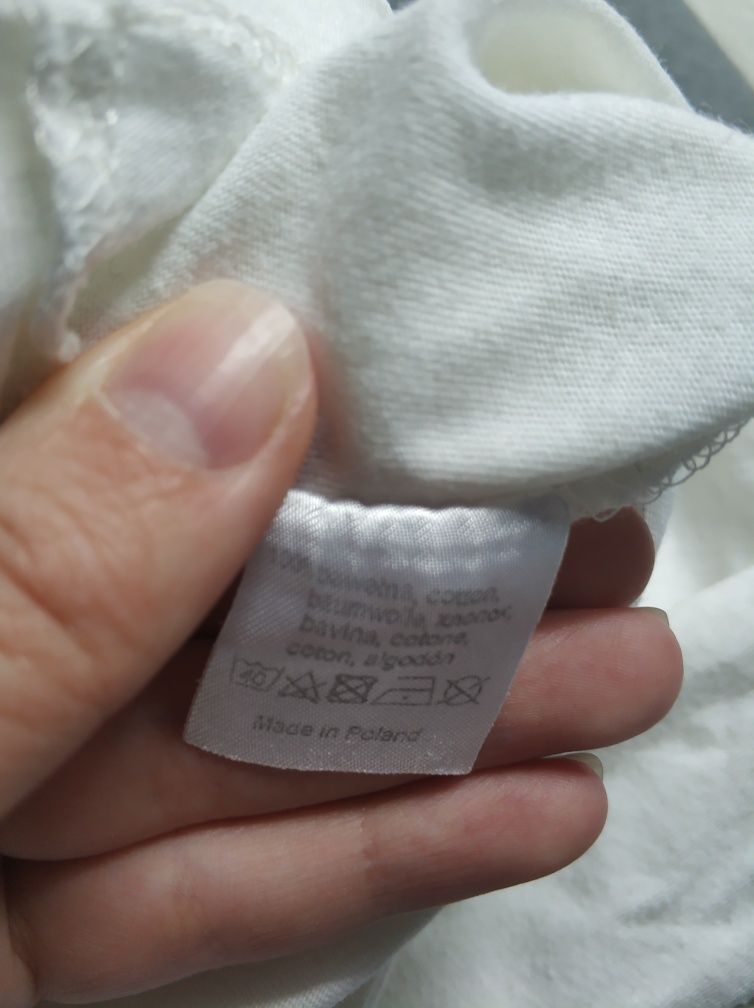 bawełna, cotton,
baumwolle, хлопок,
bavlna, cotone,
coton, algodón
40
Made in Poland